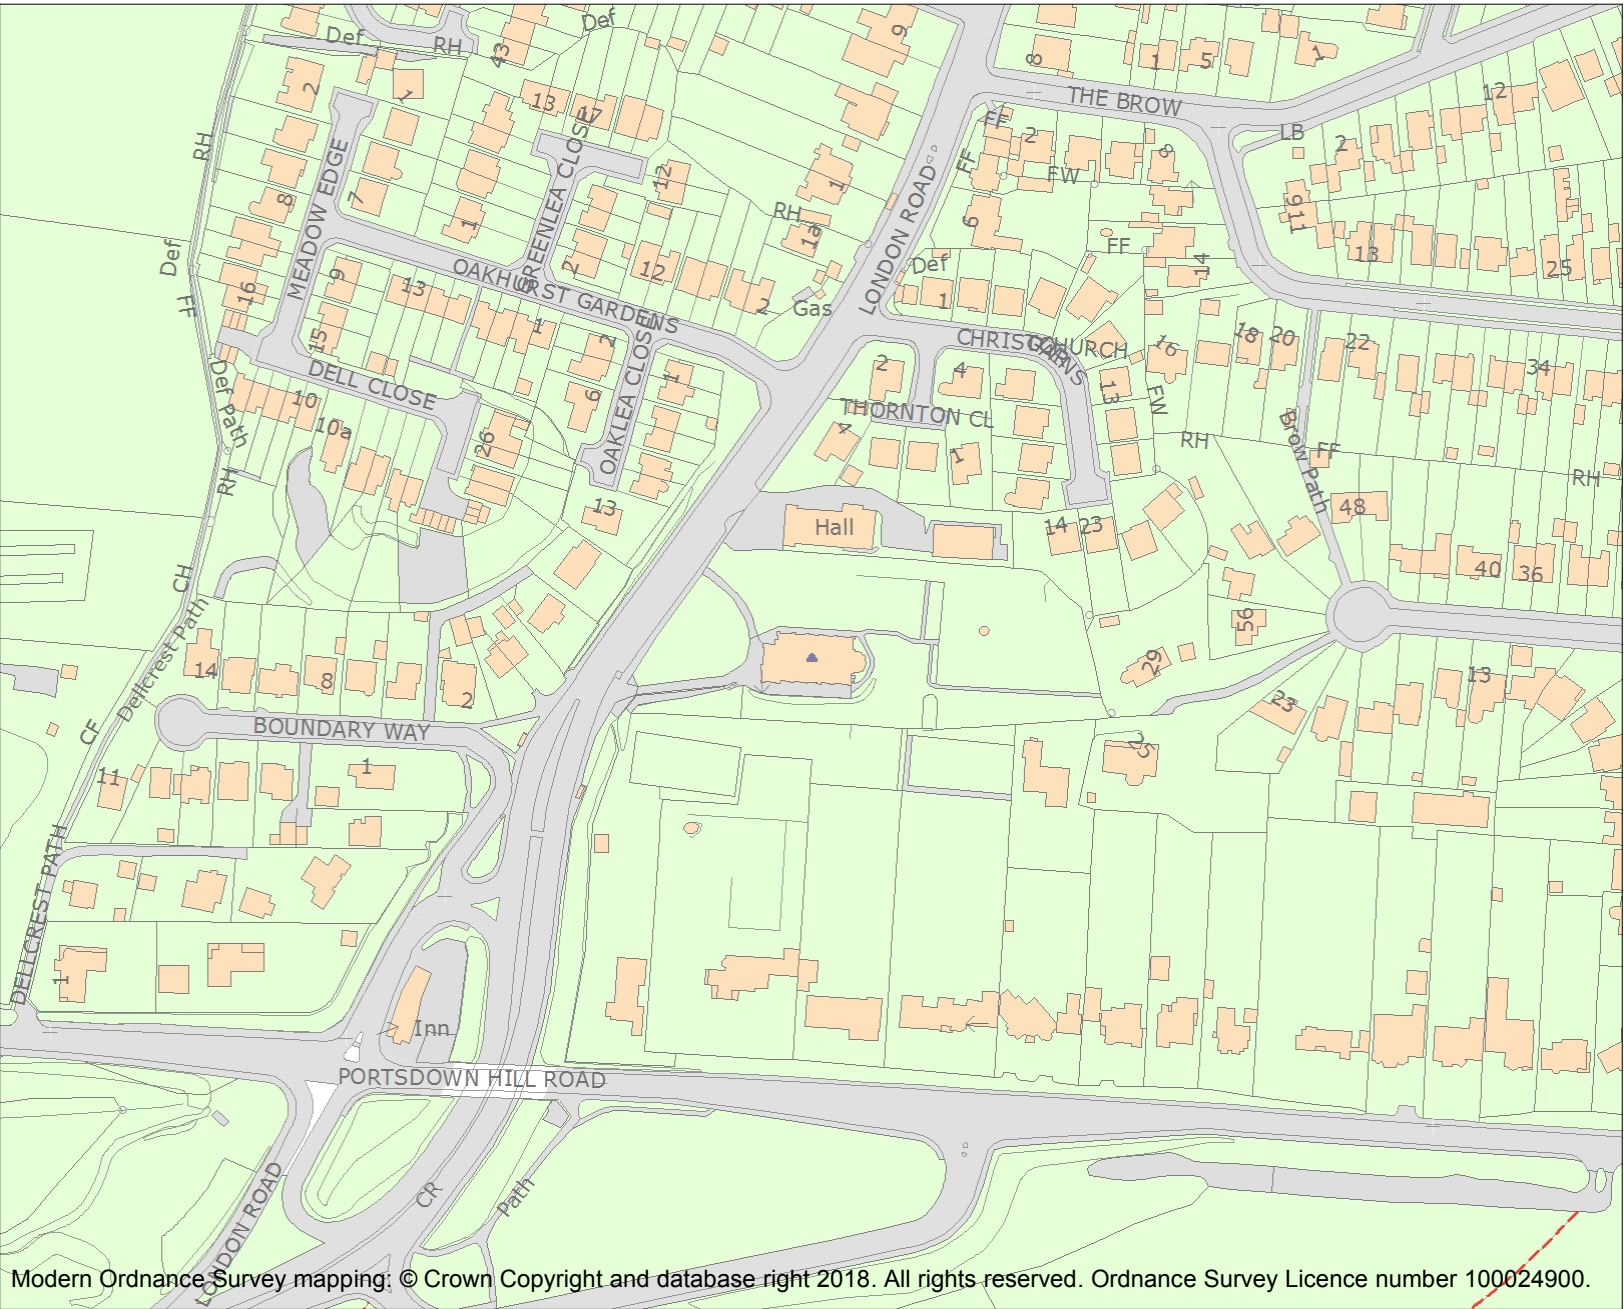 Def
RH
43
Def
9
8
1
5
1
THE BROW
12
2
1
13
17
RH
FF
2
FF
FW
8
LB
2
MEADOW EDGE
8
7
1
GREENLEA CLOSE
12
1
RH
1a
LONDON ROAD
6
911
13
25
FF
14
Def
FF
16
9
13
OAKHURST GARDENS
2
12
2
Gas
Def
1
15
1
2
OAKLEA CLOSE
1
6
2
4
CHRISTCHURCH
GDNS
16
18
20
22
34
DELL CLOSE
10
10a
26
Def Path
RH
THORNTON CL
4
1
13
FW
RH
Brow Path
FF
RH
13
Hall
14
23
48
40
36
56
CH
Dellcrest Path
14
8
2
29
23
13
CF
BOUNDARY WAY
11
1
25
DELLCREST PATH
1
Inn
PORTSDOWN HILL ROAD
LONDON ROAD
CR
Path
Modern Ordnance Survey mapping: © Crown Copyright and database right 2018. All rights reserved. Ordnance Survey Licence number 100024900.